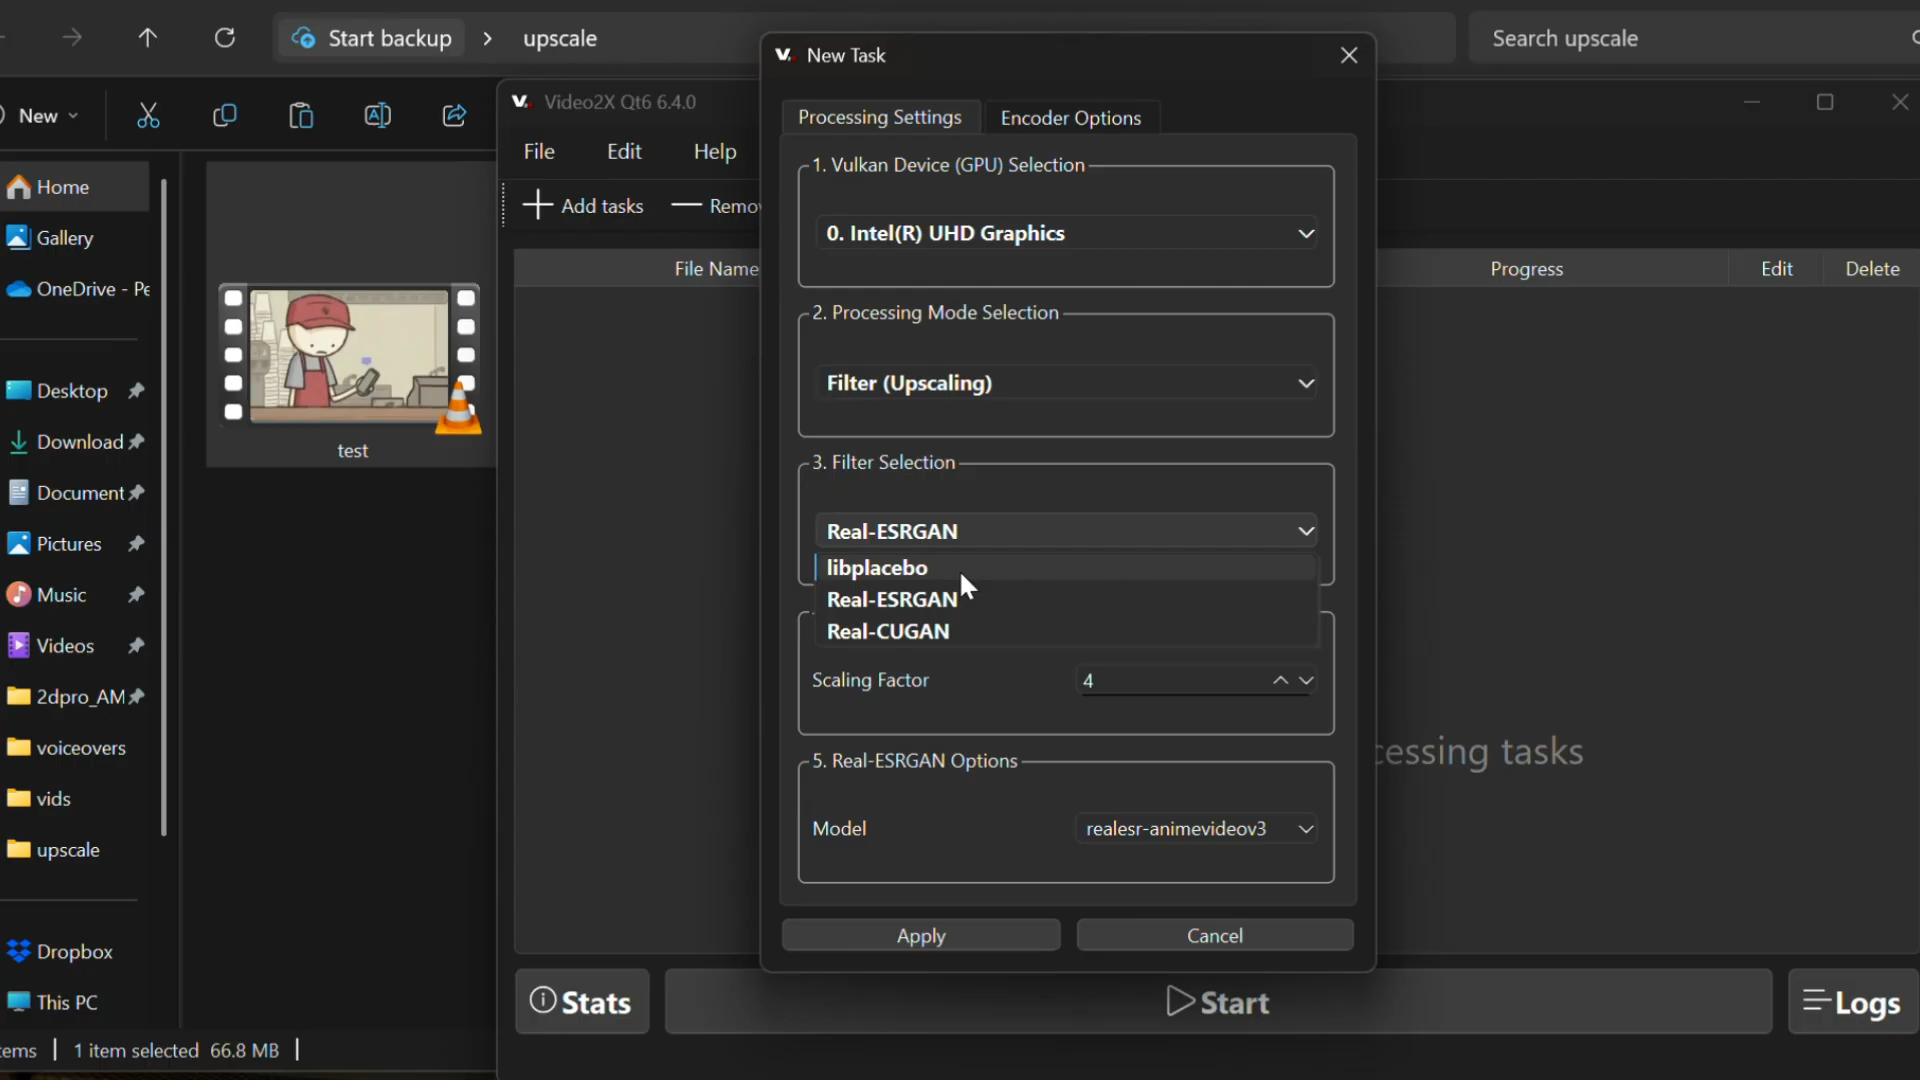 Start backup
upscale
Search upscale
New
Home
Gallery
OneDrive - Pe
Desktop
Download
Document
Pictures
Music
Videos
2dpro_AM
voiceovers
vids
upscale
Dropbox
This PC
test
ems
1 item selected 66.8 MB
Video2X Qt6 6.4.0
File Edit Help
Add tasks Remov
File Name
Progress Edit Delete
cessing tasks
Stats
Start
Logs
New Task
Processing Settings Encoder Options
1. Vulkan Device (GPU) Selection
0. Intel(R) UHD Graphics
2. Processing Mode Selection
Filter (Upscaling)
3. Filter Selection
Real-ESRGAN
libplacebo
Real-ESRGAN
Real-CUGAN
Scaling Factor 4
5. Real-ESRGAN Options
Model realesr-animevideov3
Apply Cancel